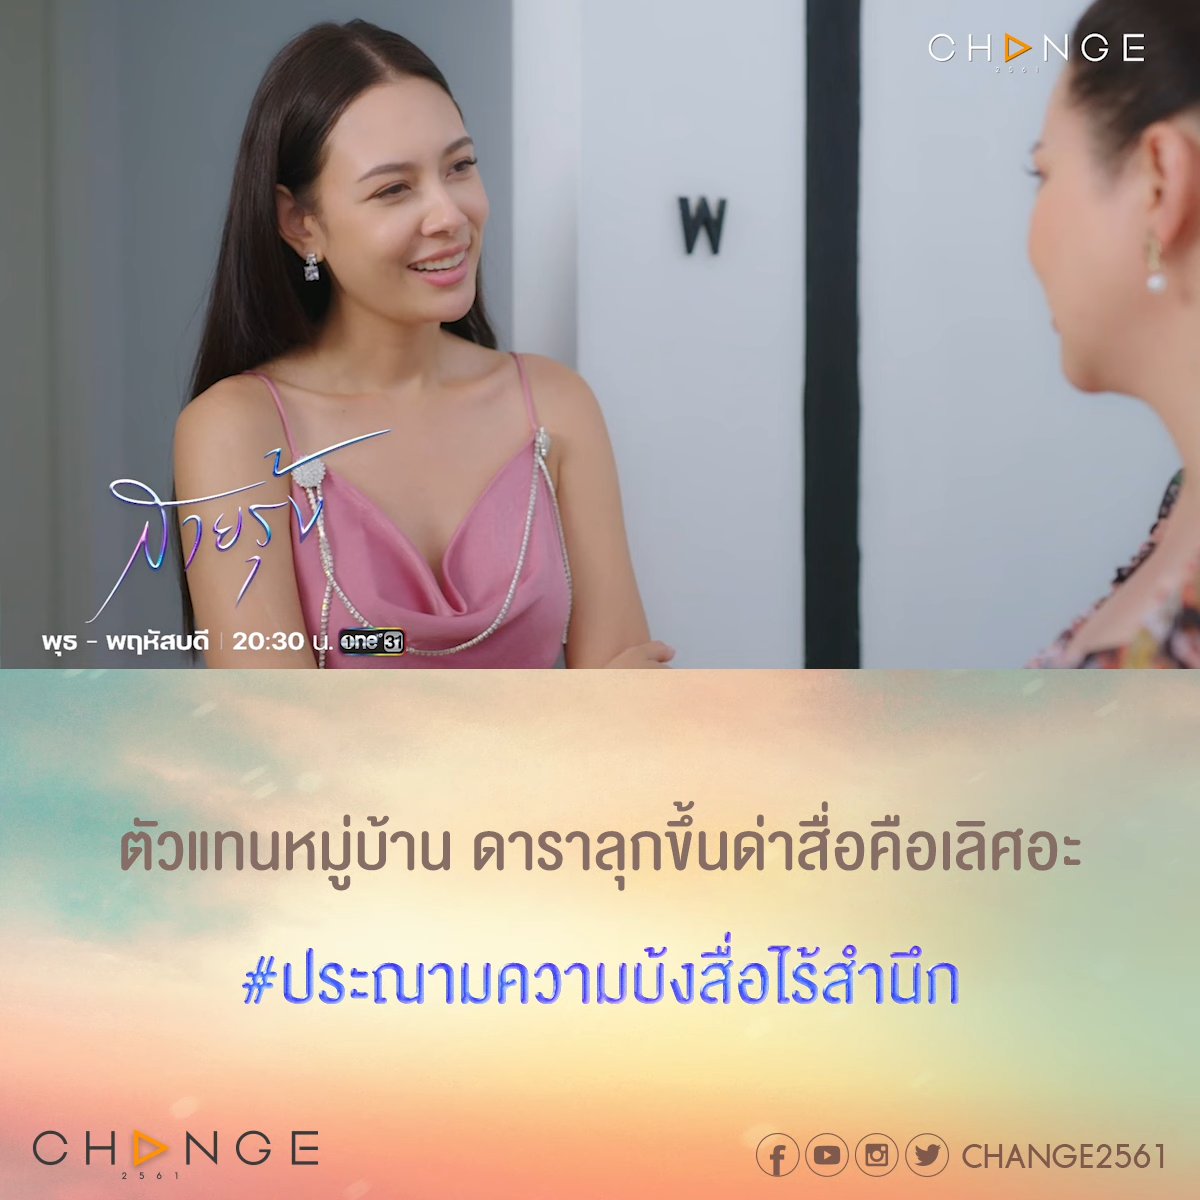 CHANGE
2561
W
สายรุ้ง
พุธ - พฤหัสบดี | 20:30 น. one 31
ตัวแทนหมู่บ้าน ดาราลุกขึ้นด่าสื่อคือเลิศอะ
#ประณามความบ้งสื่อไร้สำนึก
CHANGE
2561
CHANGE2561